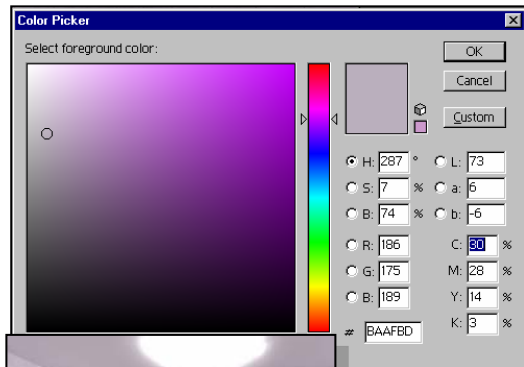 Color Picker
Select foreground color:
OK
Cancel
Custom
H: 287 ° L: 73
S: 7 % a: 6
B: 74 % b: -6
R: 186 C: 30 %
G: 175 M: 28 %
B: 189 Y: 14 %
# BAAFBD K: 3 %